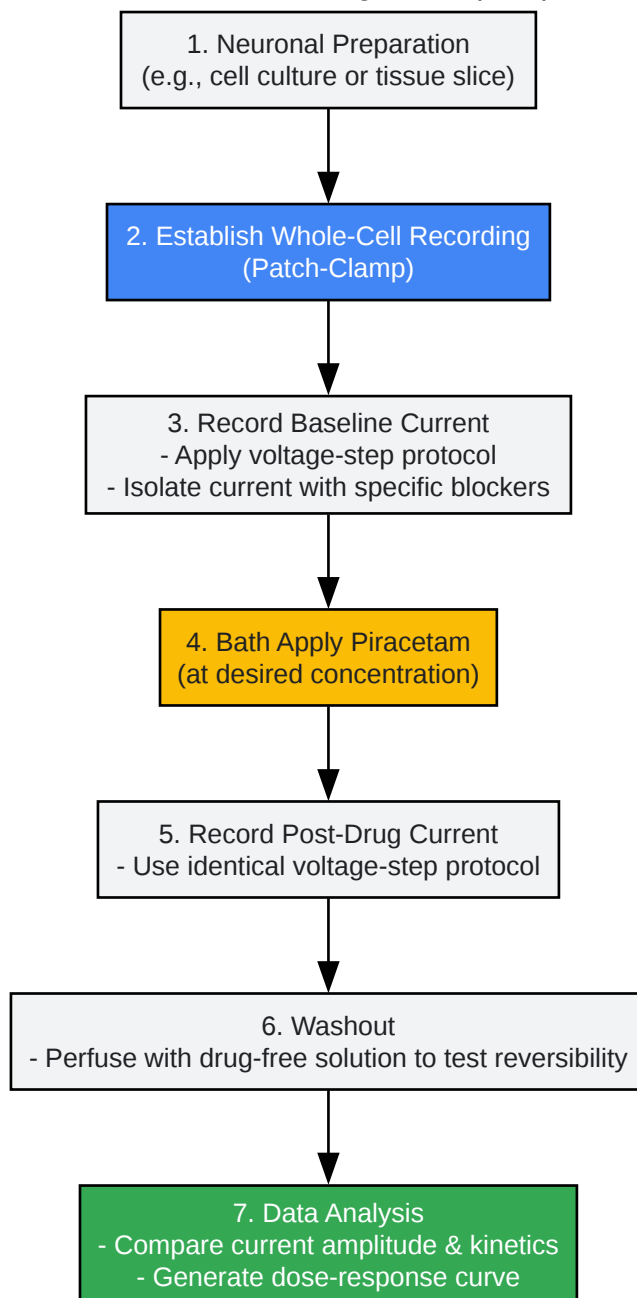 1. Neuronal Preparation
(e.g., cell culture or tissue slice)
2. Establish Whole-Cell Recording
(Patch-Clamp)
3. Record Baseline Current
- Apply voltage-step protocol
- Isolate current with specific blockers
4. Bath Apply Piracetam
(at desired concentration)
5. Record Post-Drug Current
- Use identical voltage-step protocol
6. Washout
- Perfuse with drug-free solution to test reversibility
7. Data Analysis
- Compare current amplitude & kinetics
- Generate dose-response curve